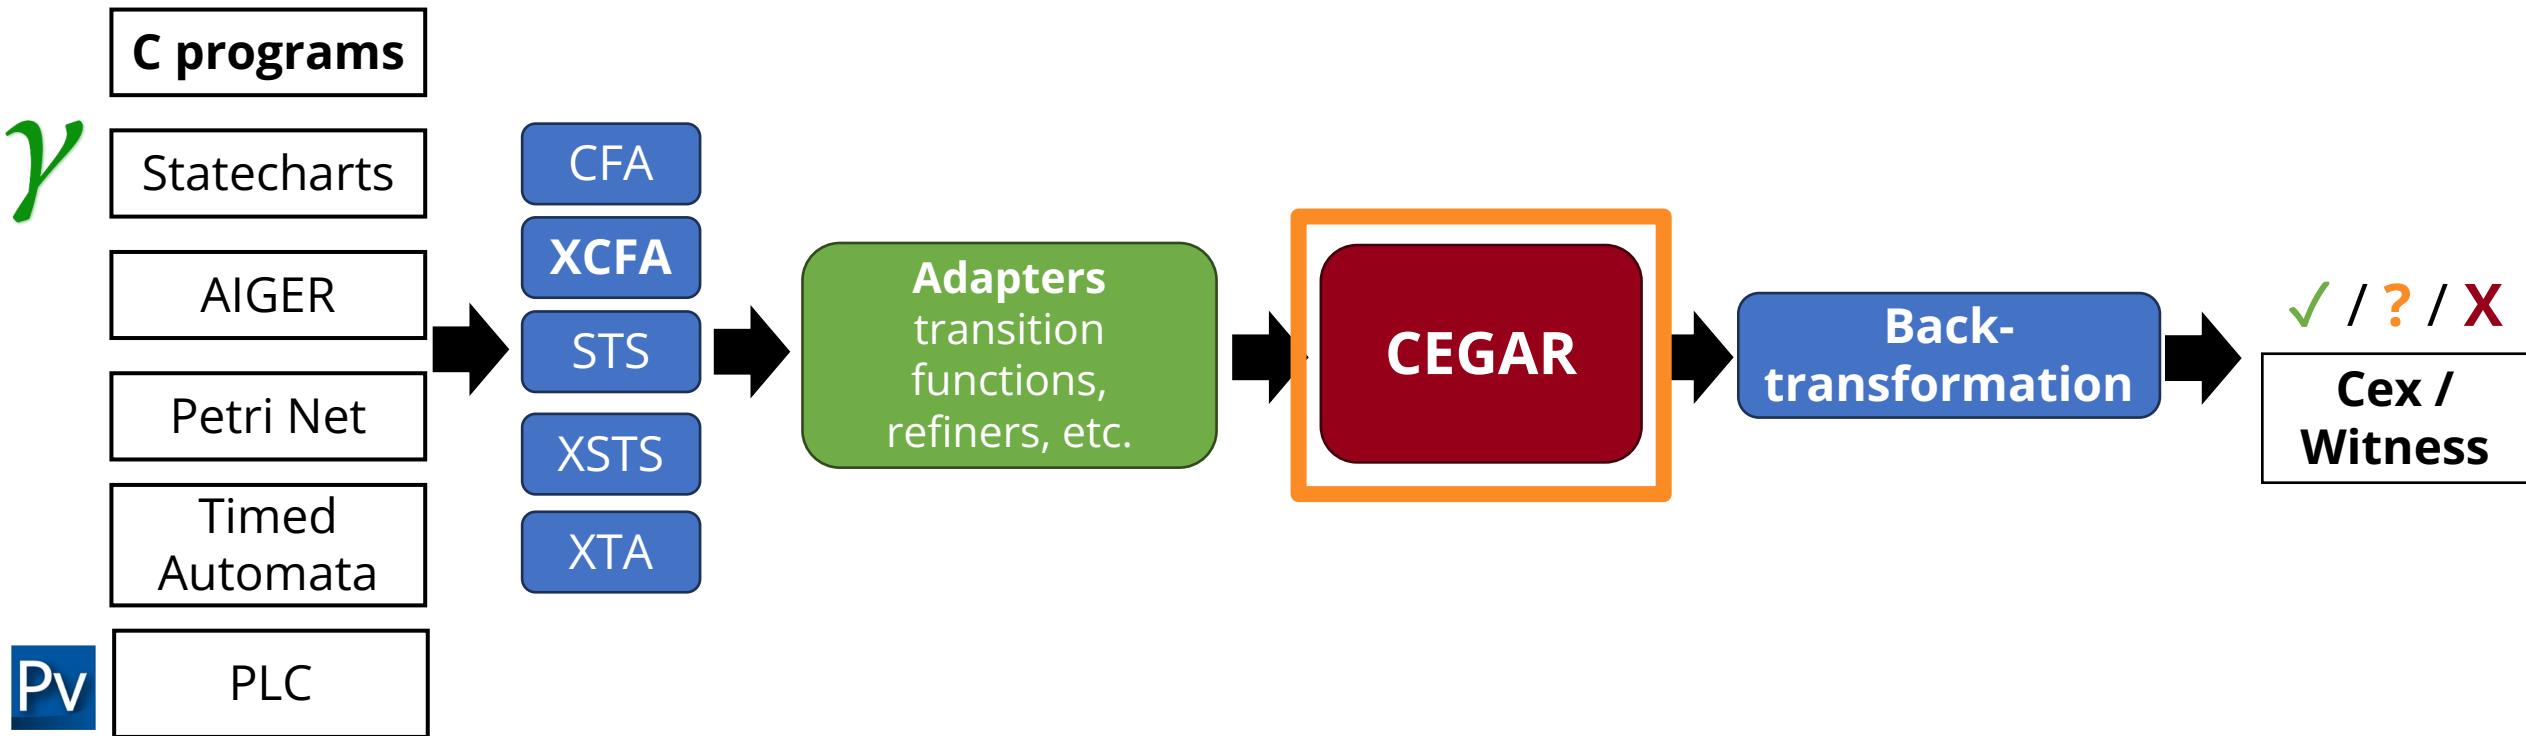 C programs
γ
Statecharts
AIGER
Petri Net
Timed
Automata
Pv
PLC
CFA
XCFA
STS
XSTS
XTA
Adapters
transition
functions,
refiners, etc.
CEGAR
Back-
transformation
✓ / ? / X
Cex /
Witness